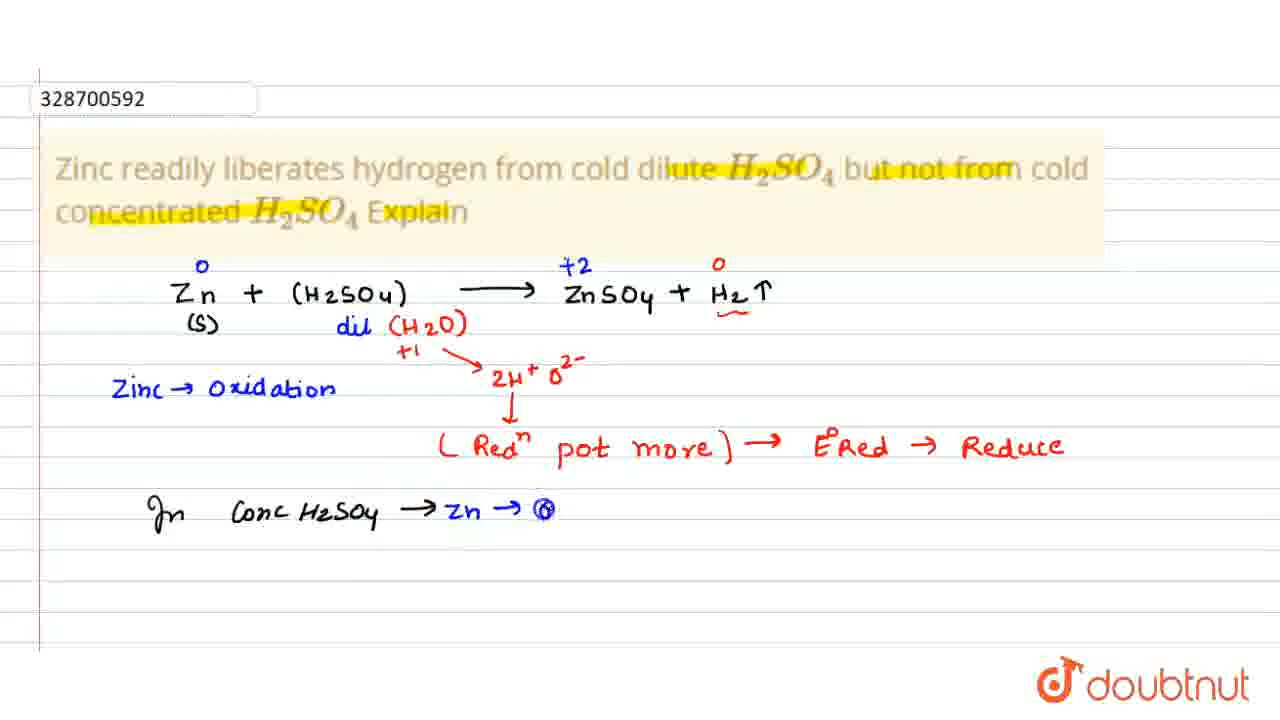 328700592
Zinc readily liberates hydrogen from cold dilute H₂SO₄ but not from cold
concentrated H₂SO₄ Explain
0 +2 0
Zn + (H₂SO₄) ⟶ ZnSO₄ + H₂↑
(S) dil (H₂O)
+1
2H⁺ O²⁻
Zinc → Oxidation
( Redⁿ pot more) → E°Red → Reduce
In Conc H₂SO₄ → Zn → O
doubtnut